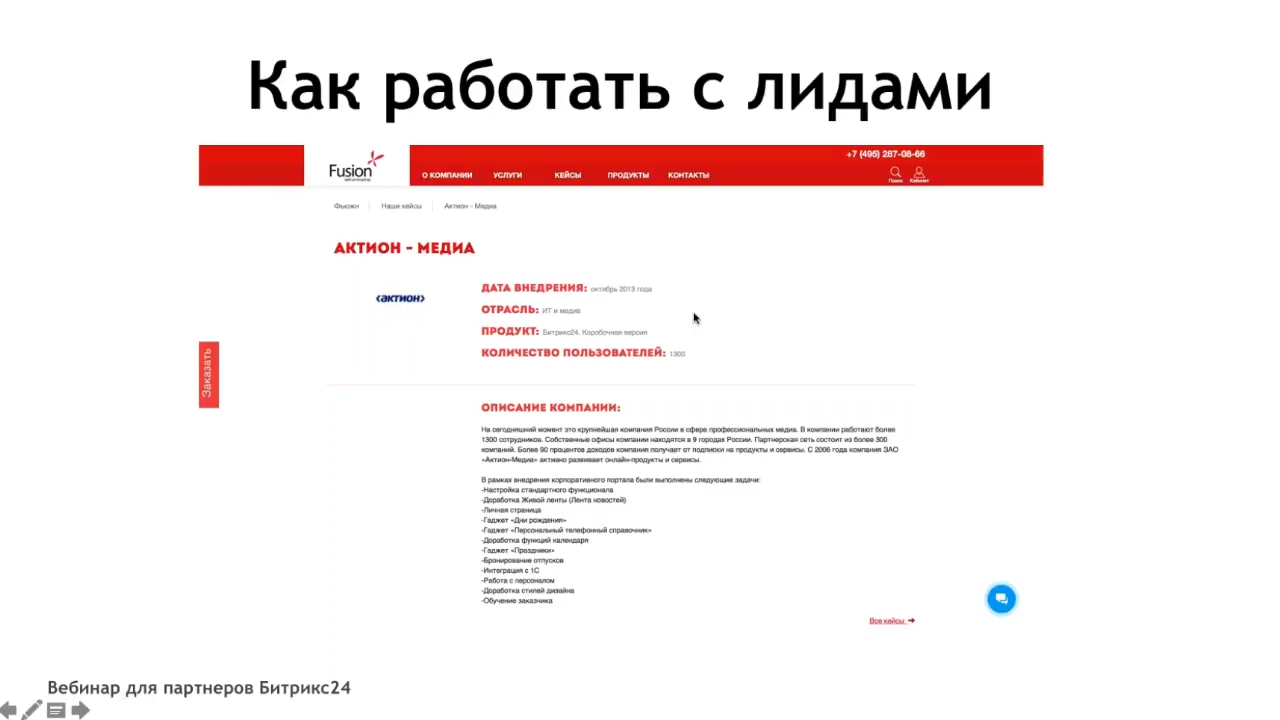 Как работать с лидами
+7 (495) 287-08-66
Fusion
О КОМПАНИИ УСЛУГИ КЕЙСЫ ПРОДУКТЫ КОНТАКТЫ
Поиск Кабинет
Фьюжн Наши кейсы Актион - Медиа
АКТИОН - МЕДИА
‹АКТИОН›
ДАТА ВНЕДРЕНИЯ: октябрь 2013 года
ОТРАСЛЬ: ИТ и медиа
ПРОДУКТ: Битрикс24. Коробочная версия
КОЛИЧЕСТВО ПОЛЬЗОВАТЕЛЕЙ: 1300
Заказать
ОПИСАНИЕ КОМПАНИИ:
На сегодняшний момент это крупнейшая компания России в сфере профессиональных медиа. В компании работают более
1300 сотрудников. Собственные офисы компании находятся в 9 городах России. Партнерская сеть состоит из более 300
компаний. Более 90 процентов доходов компания получает от подписки на продукты и сервисы. С 2006 года компания ЗАО
«Актион-Медиа» активно развивает онлайн-продукты и сервисы.
В рамках внедрения корпоративного портала были выполнены следующие задачи:
-Настройка стандартного функционала
-Доработка Живой ленты (Лента новостей)
-Личная страница
-Гаджет «Дни рождения»
-Гаджет «Персональный телефонный справочник»
-Доработка функций календаря
-Гаджет «Праздники»
-Бронирование отпусков
-Интеграция с 1С
-Работа с персоналом
-Доработка стилей дизайна
-Обучение заказчика
Все кейсы
Вебинар для партнеров Битрикс24